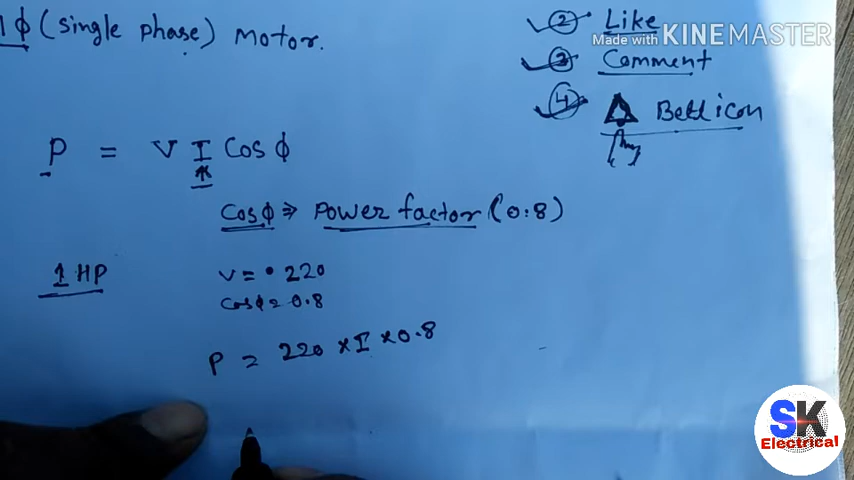 1 ϕ (single phase) motor.
② Like
Made with KINEMASTER
③ Comment
④ Bell icon
P = V I Cos ϕ
Cosϕ ⇒ Power factor (0.8)
1 HP
V = 220
cosϕ = 0.8
P = 220 × I × 0.8
SK
Electrical